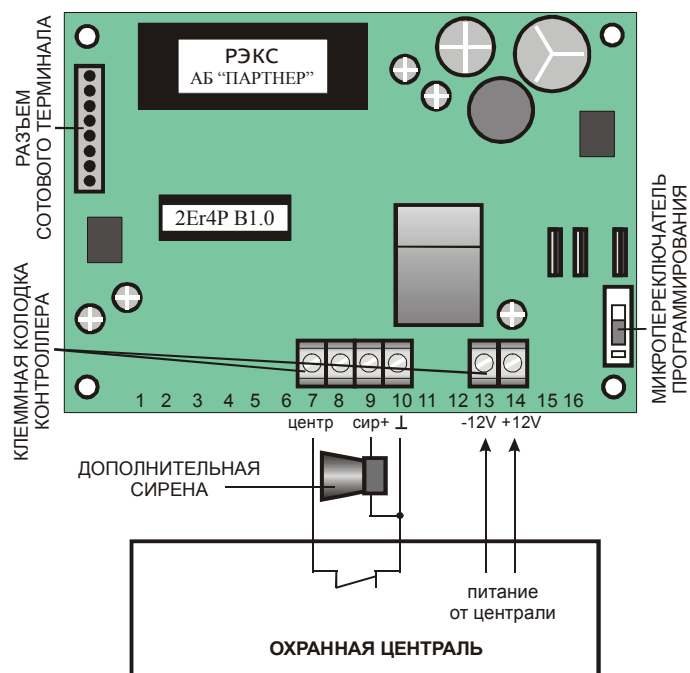 РЭКС
АБ “ПАРТНЕР”
РАЗЪЕМ
СОТОВОГО ТЕРМИНАЛА
2Er4P B1.0
МИКРОПЕРЕКЛЮЧАТЕЛЬ
ПРОГРАММИРОВАНИЯ
КЛЕММНАЯ КОЛОДКА
КОНТРОЛЛЕРА
1 2 3 4 5 6 7 8 9 10 11 12 13 14 15 16
центр сир+ ⊥ -12V +12V
ДОПОЛНИТЕЛЬНАЯ
СИРЕНА
питание
от централи
ОХРАННАЯ ЦЕНТРАЛЬ